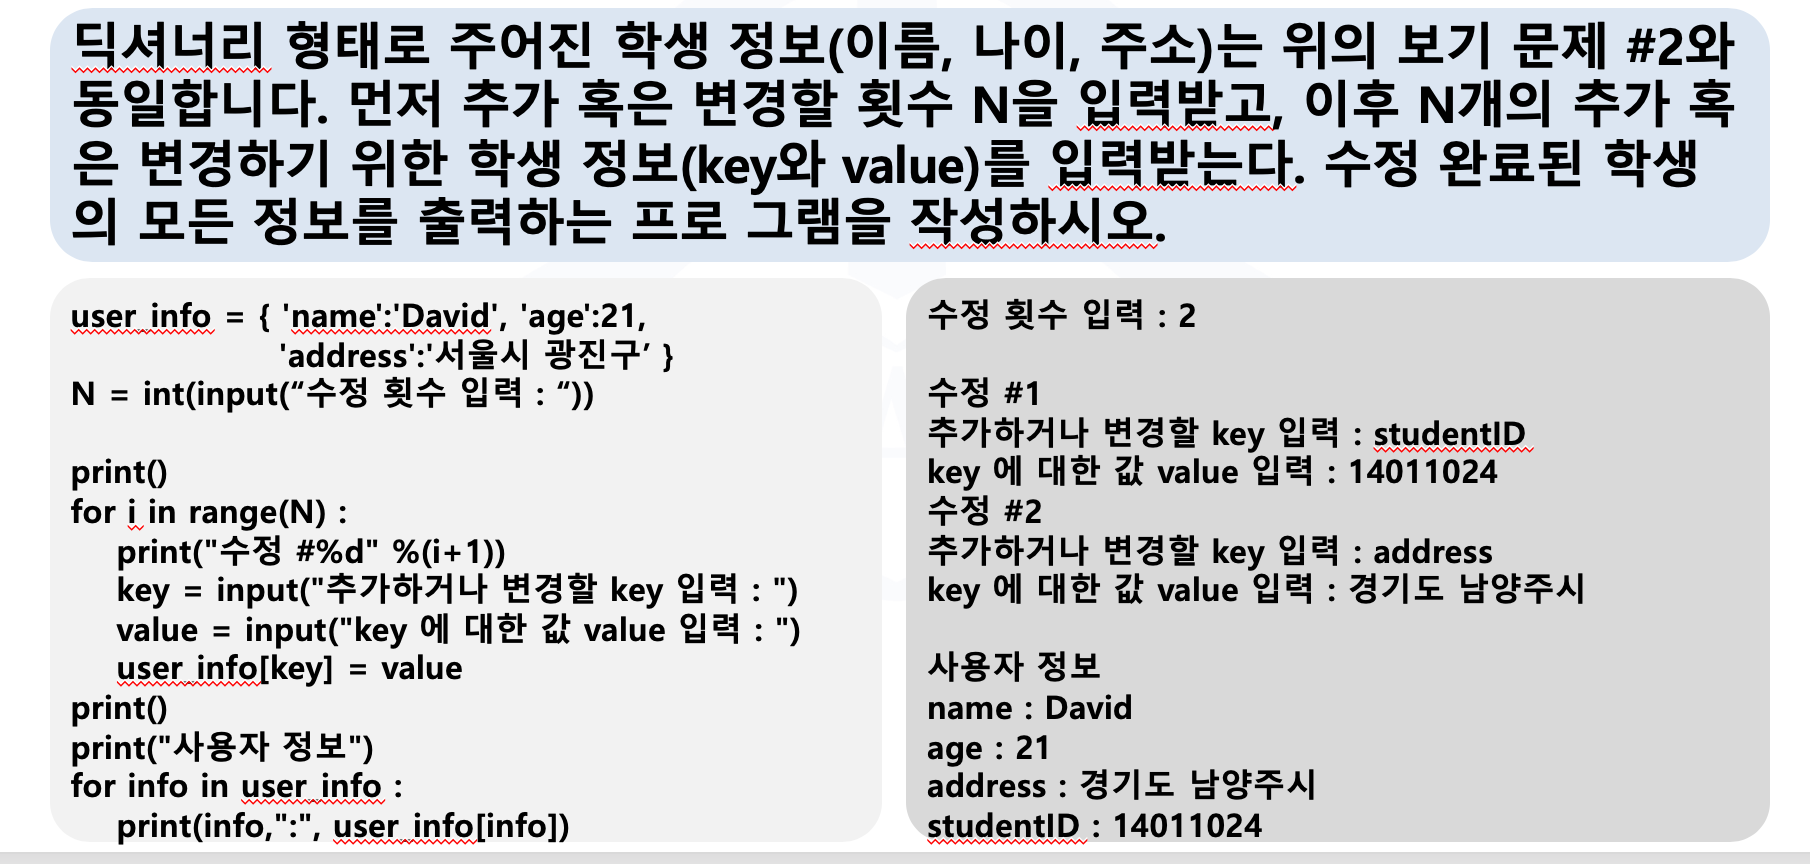 딕셔너리 형태로 주어진 학생 정보(이름, 나이, 주소)는 위의 보기 문제 #2와
동일합니다. 먼저 추가 혹은 변경할 횟수 N을 입력받고, 이후 N개의 추가 혹
은 변경하기 위한 학생 정보(key와 value)를 입력받는다. 수정 완료된 학생
의 모든 정보를 출력하는 프로 그램을 작성하시오.
user_info = { 'name':'David', 'age':21,
'address':'서울시 광진구’ }
N = int(input(“수정 횟수 입력 : “))
print()
for i in range(N) :
print("수정 #%d" %(i+1))
key = input("추가하거나 변경할 key 입력 : ")
value = input("key 에 대한 값 value 입력 : ")
user_info[key] = value
print()
print("사용자 정보")
for info in user_info :
print(info,":", user_info[info])
수정 횟수 입력 : 2
수정 #1
추가하거나 변경할 key 입력 : studentID
key 에 대한 값 value 입력 : 14011024
수정 #2
추가하거나 변경할 key 입력 : address
key 에 대한 값 value 입력 : 경기도 남양주시
사용자 정보
name : David
age : 21
address : 경기도 남양주시
studentID : 14011024